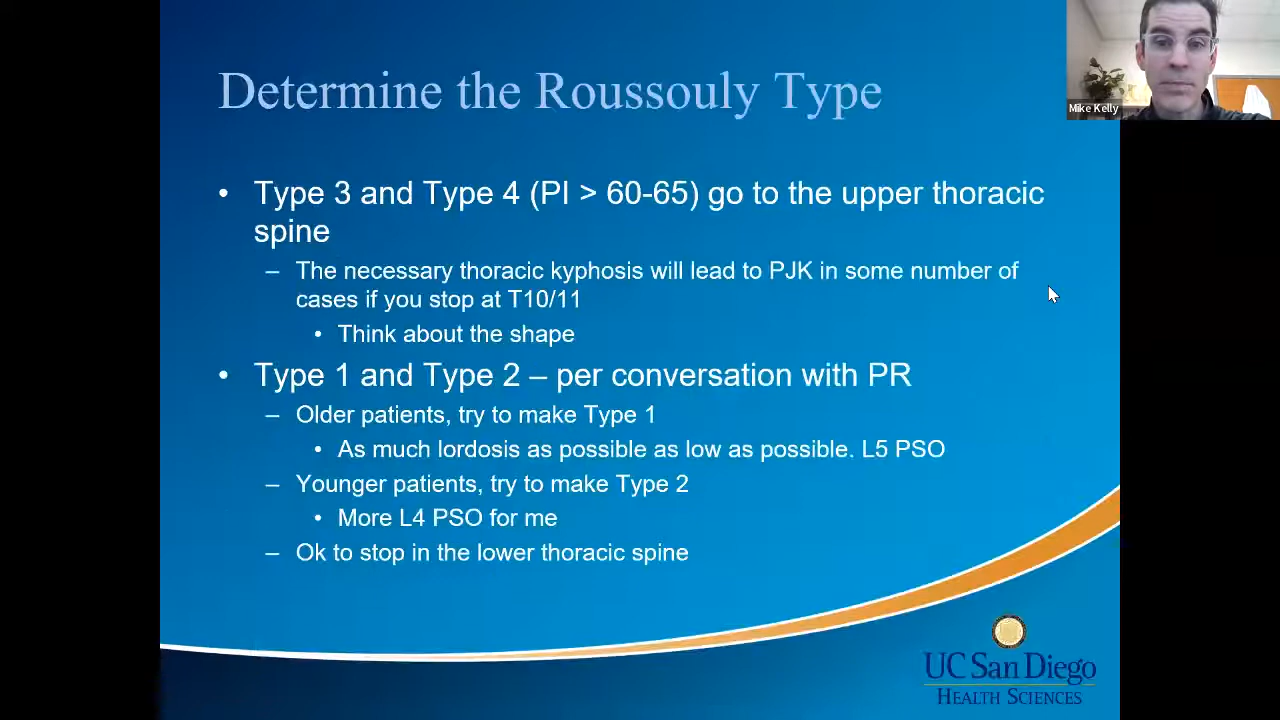 Determine the Roussouly Type
Mike Kelly
• Type 3 and Type 4 (PI > 60-65) go to the upper thoracic
spine
– The necessary thoracic kyphosis will lead to PJK in some number of
cases if you stop at T10/11
• Think about the shape
• Type 1 and Type 2 – per conversation with PR
– Older patients, try to make Type 1
• As much lordosis as possible as low as possible. L5 PSO
– Younger patients, try to make Type 2
• More L4 PSO for me
– Ok to stop in the lower thoracic spine
UC San Diego
HEALTH SCIENCES